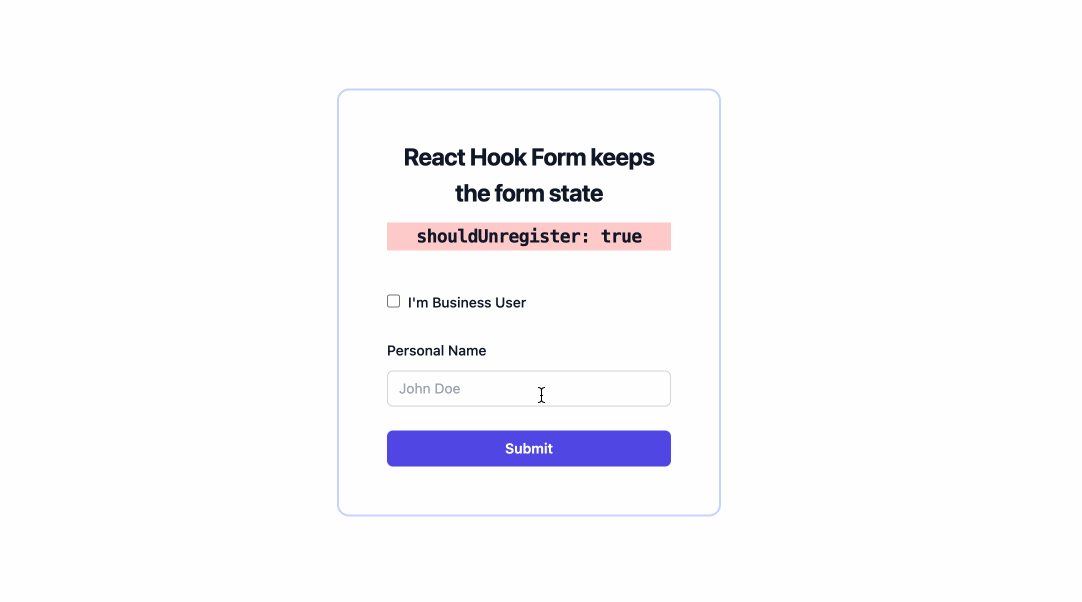 React Hook Form keeps
the form state
shouldUnregister: true
I'm Business User
Personal Name
John Doe
Submit